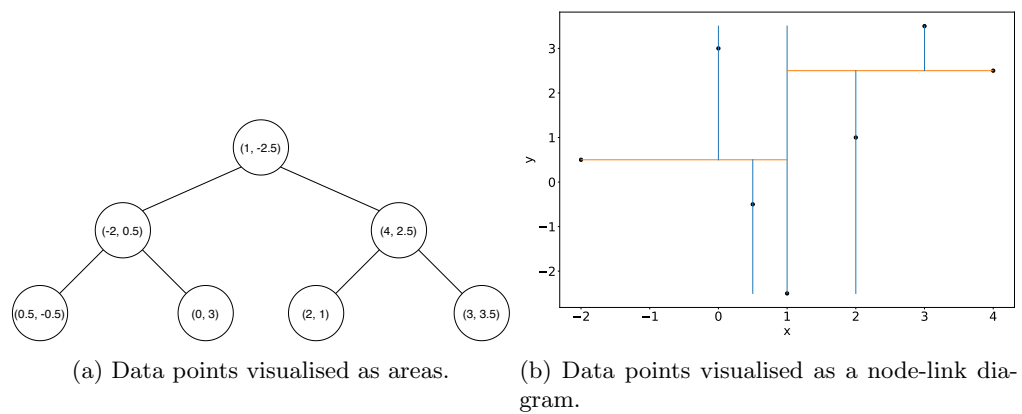 (1, -2.5)
(-2, 0.5)
(4, 2.5)
(0.5, -0.5)
(0, 3)
(2, 1)
(3, 3.5)
3
2
1
0
−1
−2
y
−2 −1 0 1 2 3 4
x
(a) Data points visualised as areas.
(b) Data points visualised as a node-link dia-
gram.